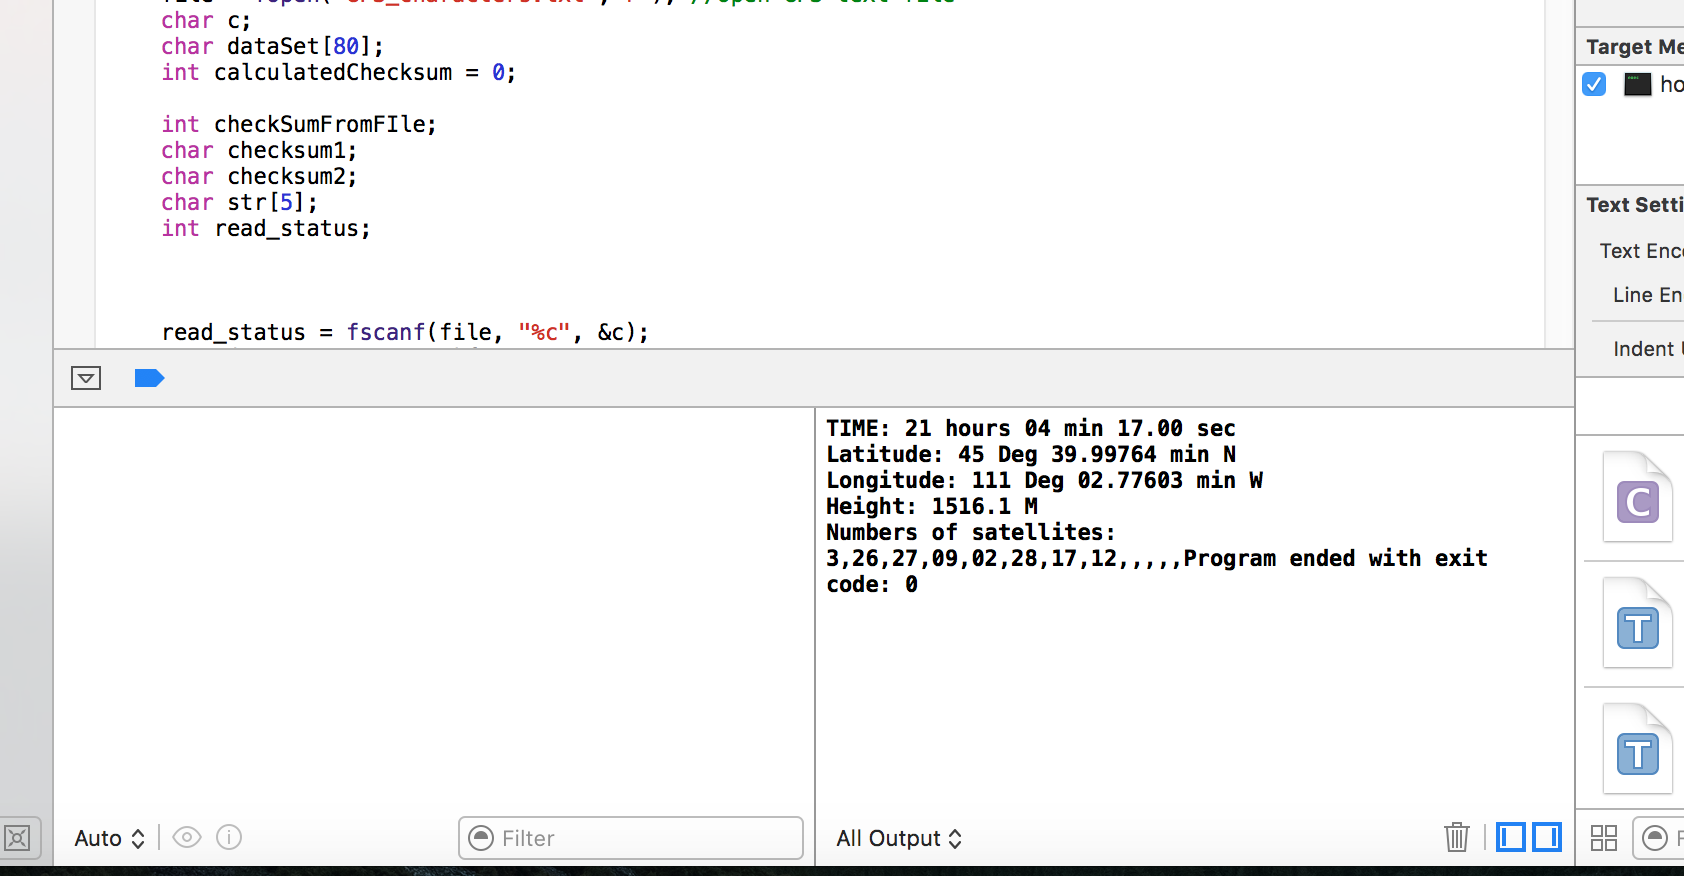 char c;
char dataSet[80];
int calculatedChecksum = 0;
int checkSumFromFIle;
char checksum1;
char checksum2;
char str[5];
int read_status;
read_status = fscanf(file, "%c", &c);
TIME: 21 hours 04 min 17.00 sec
Latitude: 45 Deg 39.99764 min N
Longitude: 111 Deg 02.77603 min W
Height: 1516.1 M
Numbers of satellites:
3,26,27,09,02,28,17,12,,,,,Program ended with exit
code: 0
Auto
Filter
All Output
Target Me
ho
Text Setti
Text Enc
Line En
Indent
C
T
T
F